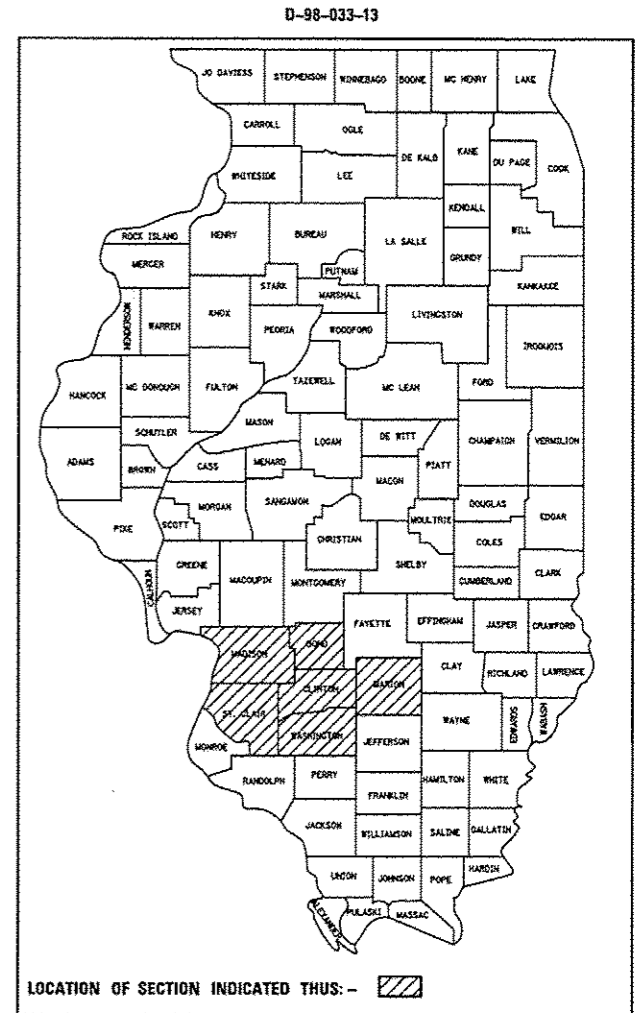 D-98-033-13
JO DAVIESS
STEPHENSON
WINNEBAGO
BOONE
MC HENRY
LAKE
CARROLL
OGLE
DE KALB
KANE
DU PAGE
COOK
WHITESIDE
LEE
KENDALL
WILL
ROCK ISLAND
HENRY
BUREAU
LA SALLE
GRUNDY
MERCER
PUTNAM
KANKAKEE
STARK
MARSHALL
HENDERSON
WARREN
KNOX
PEORIA
WOODFORD
LIVINGSTON
IROQUOIS
HANCOCK
MC DONOUGH
FULTON
TAZEWELL
MC LEAN
FORD
MASON
SCHUYLER
LOGAN
DE WITT
CHAMPAIGN
VERMILION
ADAMS
BROWN
CASS
MENARD
PIATT
MACON
PIKE
SCOTT
MORGAN
SANGAMON
DOUGLAS
MOULTRIE
EDGAR
CHRISTIAN
COLES
GREENE
MACOUPIN
MONTGOMERY
SHELBY
CUMBERLAND
CLARK
CALHOUN
JERSEY
FAYETTE
EFFINGHAM
JASPER
CRAWFORD
MADISON
BOND
CLAY
RICHLAND
LAWRENCE
CLINTON
MARION
ST. CLAIR
WAYNE
EDWARDS
WABASH
WASHINGTON
MONROE
JEFFERSON
RANDOLPH
PERRY
HAMILTON
WHITE
FRANKLIN
JACKSON
WILLIAMSON
SALINE
GALLATIN
UNION
JOHNSON
POPE
HARDIN
ALEXANDER
PULASKI
MASSAC
LOCATION OF SECTION INDICATED THUS: -